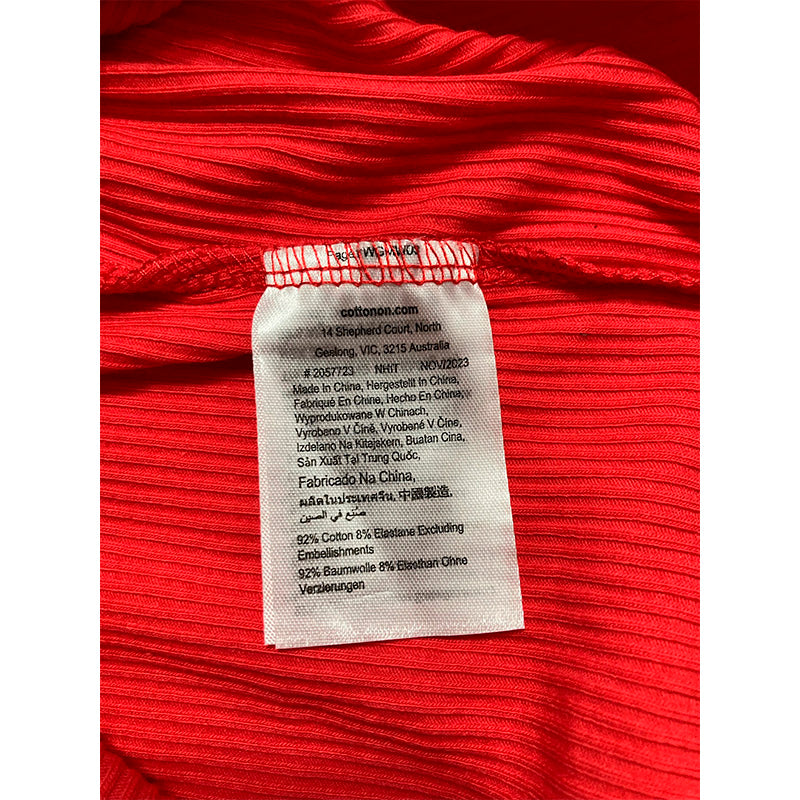 cottonon.com
14 Shepherd Court, North
Geelong, VIC, 3215 Australia
# 2057723 NHIT NOV/2023
Made In China, Hergestellt In China,
Fabriqué En Chine, Hecho En China,
Wyprodukowane W Chinach,
Vyrobeno V Číně, Vyrobené V Číne,
Izdelano Na Kitajskem, Buatan Cina,
Sản Xuất Tại Trung Quốc,
Fabricado Na China,
ผลิตในประเทศจีน, 中國製造,
صنع في الصين
92% Cotton 8% Elastane Excluding
Embellishments
92% Baumwolle 8% Elasthan Ohne
Verzierungen